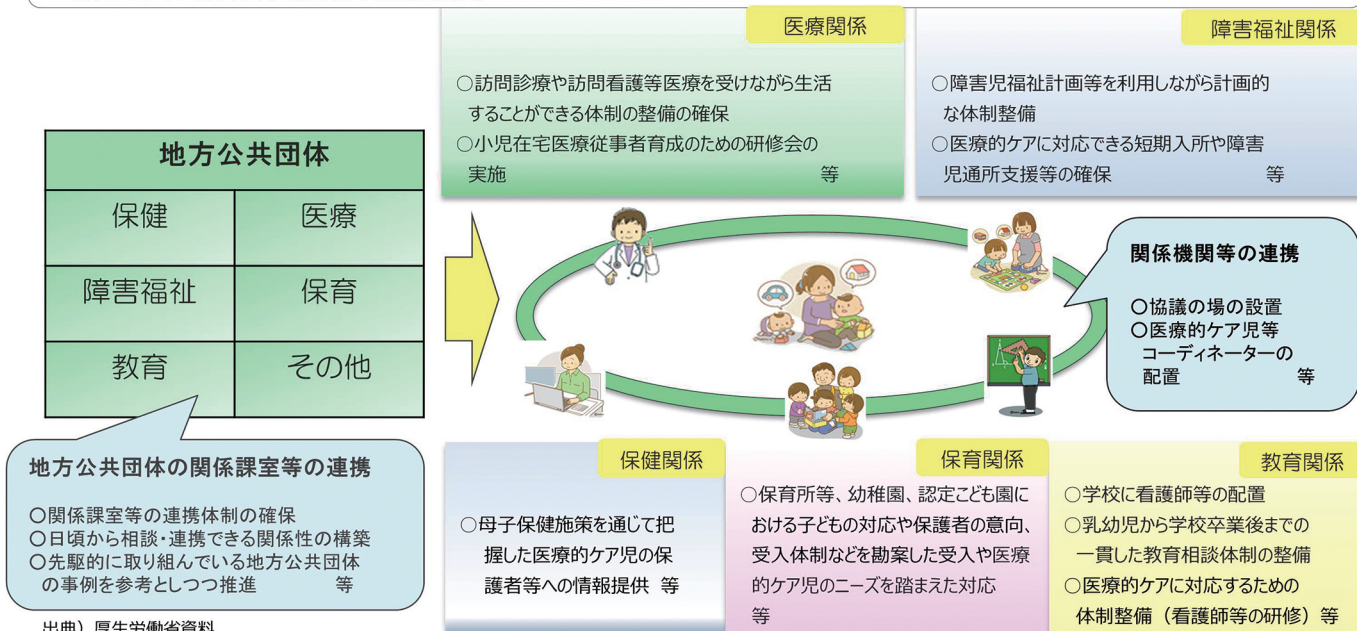 医療関係
○訪問診療や訪問看護等医療を受けながら生活
することができる体制の整備の確保
○小児在宅医療従事者育成のための研修会の
実施 等
障害福祉関係
○障害児福祉計画等を利用しながら計画的
な体制整備
○医療的ケアに対応できる短期入所や障害
児通所支援等の確保 等
地方公共団体
保健 医療
障害福祉 保育
教育 その他
関係機関等の連携
○協議の場の設置
○医療的ケア児等
コーディネーターの
配置 等
地方公共団体の関係課室等の連携
○関係課室等の連携体制の確保
○日頃から相談・連携できる関係性の構築
○先駆的に取り組んでいる地方公共団体
の事例を参考としつつ推進 等
保健関係
○母子保健施策を通じて把
握した医療的ケア児の保
護者等への情報提供 等
保育関係
○保育所等、幼稚園、認定こども園に
おける子どもの対応や保護者の意向、
受入体制などを勘案した受入や医療
的ケア児のニーズを踏まえた対応
等
教育関係
○学校に看護師等の配置
○乳幼児から学校卒業後までの
一貫した教育相談体制の整備
○医療的ケアに対応するための
体制整備（看護師等の研修）等
出典）厚生労働省資料